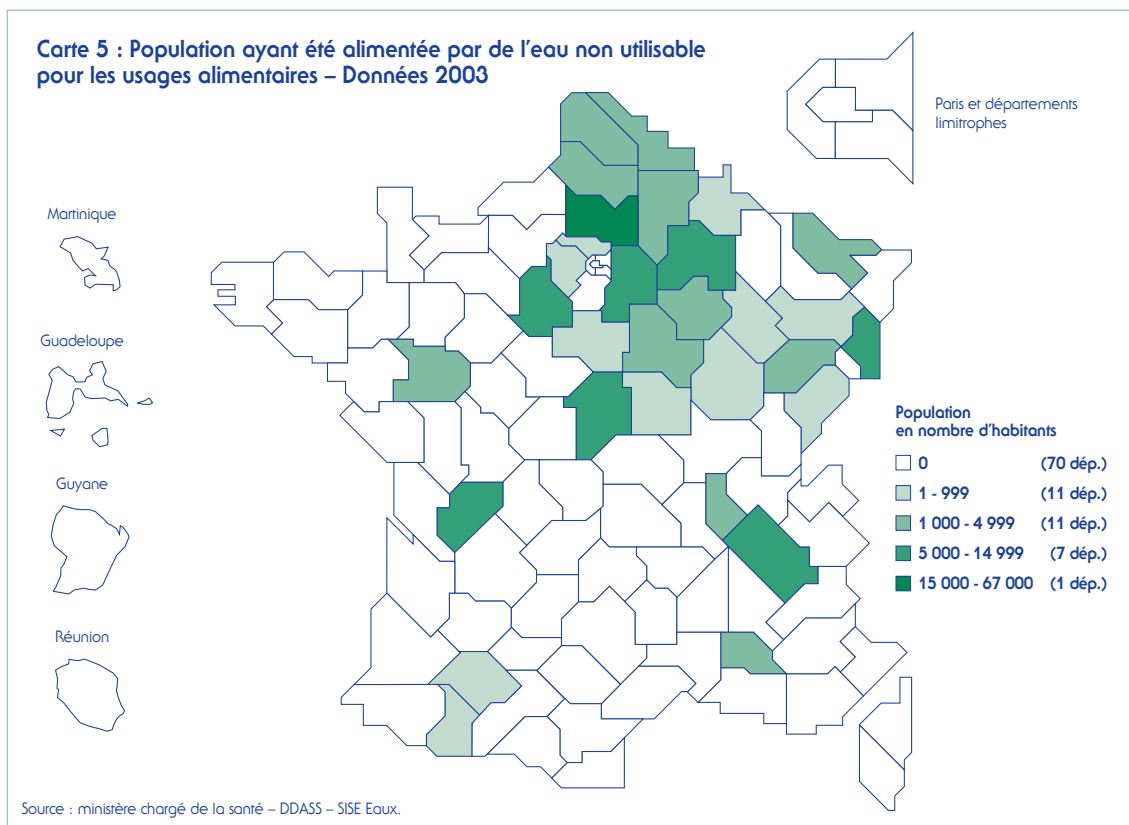 Carte 5 : Population ayant été alimentée par de l'eau non utilisable
pour les usages alimentaires – Données 2003
Paris et départements
limitrophes
Martinique
Guadeloupe
Guyane
Réunion
Population
en nombre d'habitants
0 (70 dép.)
1 - 999 (11 dép.)
1 000 - 4 999 (11 dép.)
5 000 - 14 999 (7 dép.)
15 000 - 67 000 (1 dép.)
Source : ministère chargé de la santé – DDASS – SISE Eaux.